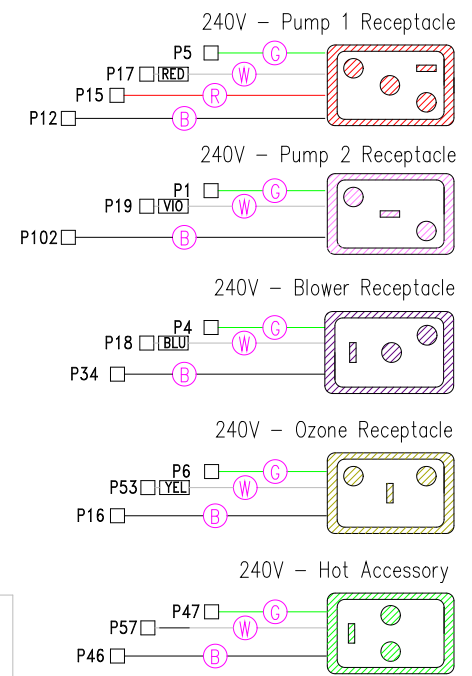 240V - Pump 1 Receptacle
P5 G
P17 RED W
P15 R
P12 B
240V - Pump 2 Receptacle
P1 G
P19 VIO W
P102 B
240V - Blower Receptacle
P4 G
P18 BLU W
P34 B
240V - Ozone Receptacle
P6 G
P53 YEL W
P16 B
240V - Hot Accessory
P47 G
P57 W
P46 B